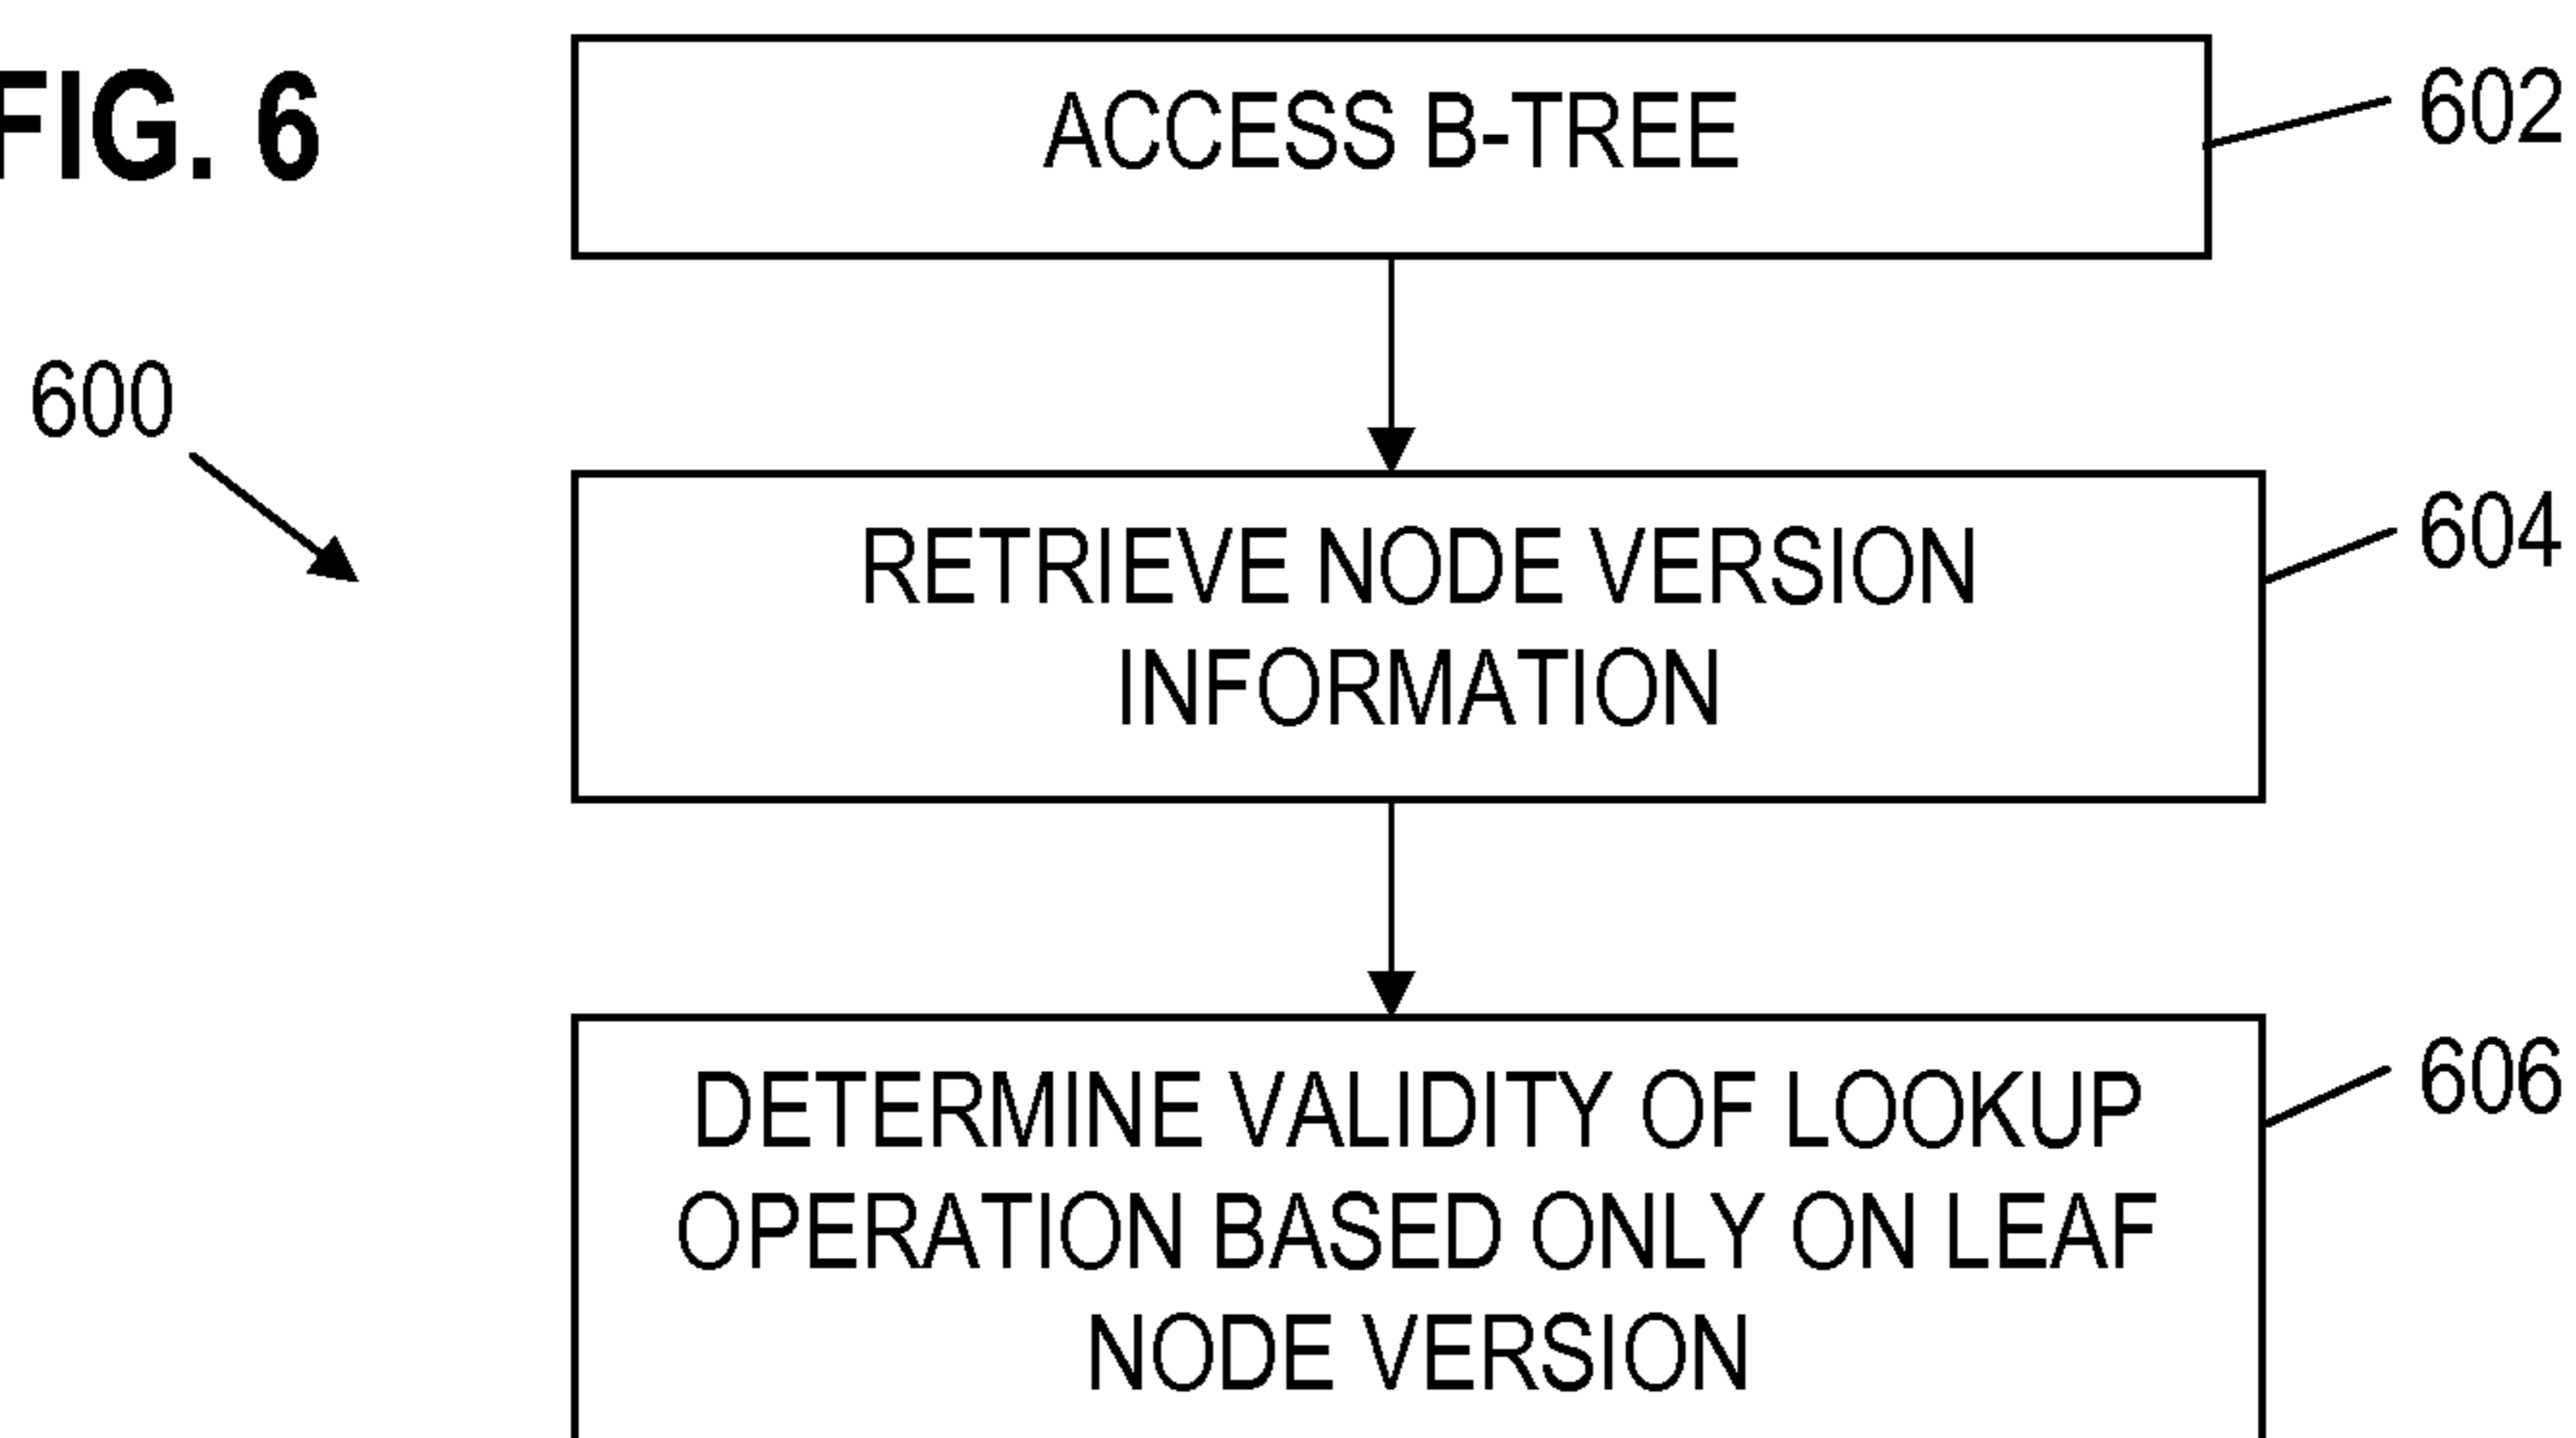 FIG. 6
ACCESS B-TREE
602
600
RETRIEVE NODE VERSION
INFORMATION
604
DETERMINE VALIDITY OF LOOKUP
OPERATION BASED ONLY ON LEAF
NODE VERSION
606